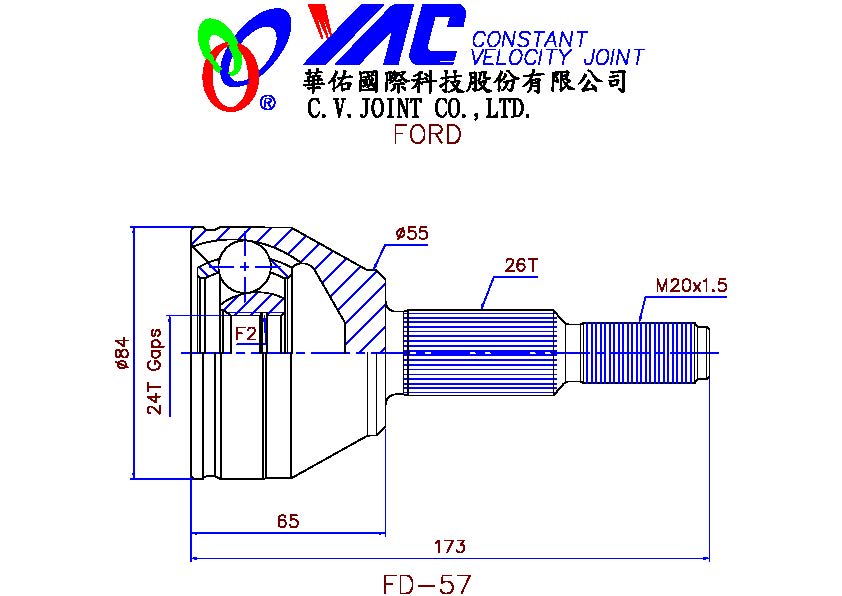 YAC CONSTANT
VELOCITY JOINT
®
華佑國際科技股份有限公司
C.V.JOINT CO.,LTD.
FORD
ø55
26T
M20x1.5
F2
ø84
24T Gaps
65
173
FD-57